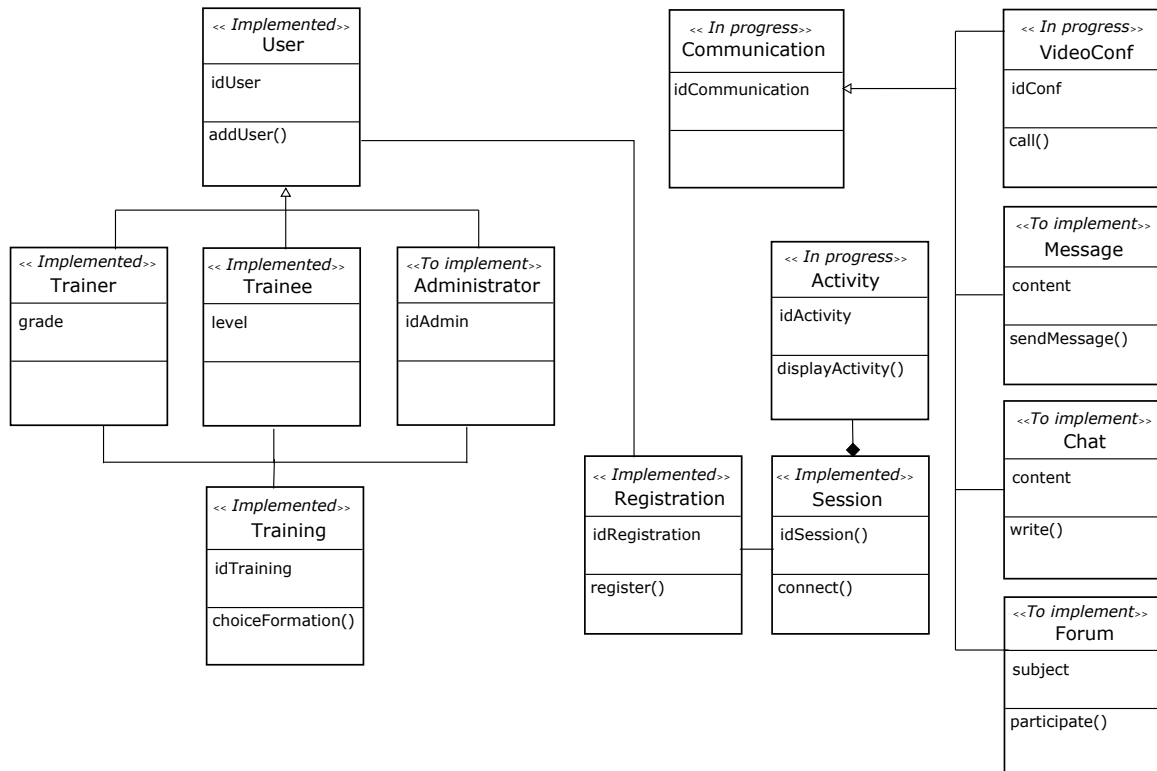 << Implemented>>
User
idUser
addUser()
<< In progress>>
Communication
idCommunication
<< In progress>>
VideoConf
idConf
call()
<< Implemented>>
Trainer
grade
<< Implemented>>
Trainee
level
<<To implement>>
Administrator
idAdmin
<< In progress>>
Activity
idActivity
displayActivity()
<<To implement>>
Message
content
sendMessage()
<<To implement>>
Chat
content
write()
<< Implemented>>
Training
idTraining
choiceFormation()
<< Implemented>>
Registration
idRegistration
register()
<< Implemented>>
Session
idSession()
connect()
<<To implement>>
Forum
subject
participate()